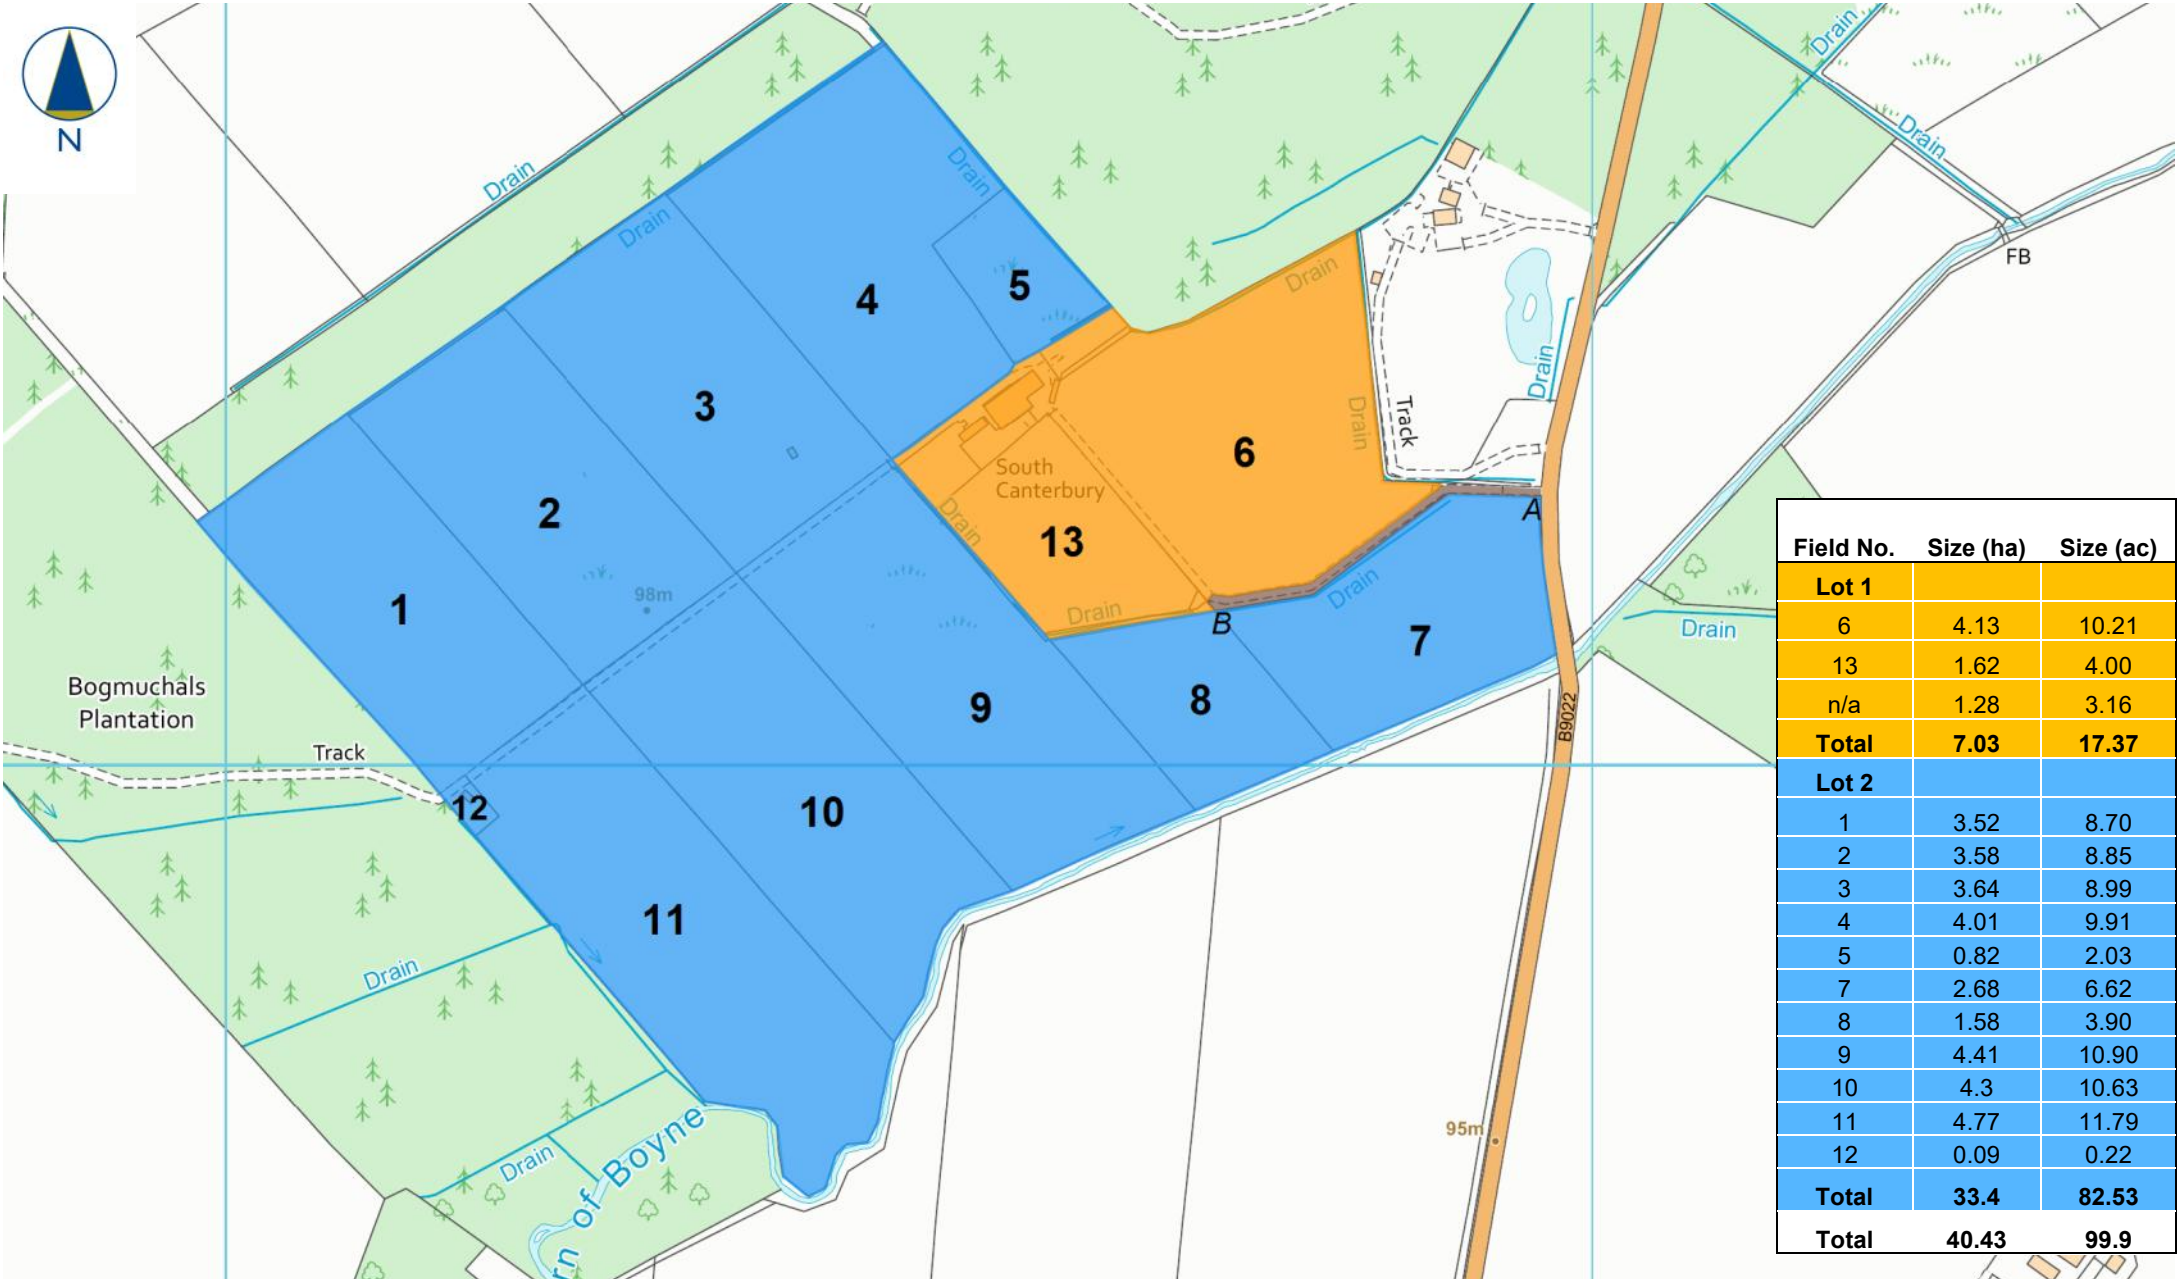 N
Drain
Drain
Drain
Drain
Drain
FB
Drain
Drain
Drain
Track
5
4
3
6
2
South
Canterbury
Drain
13
A
98m
1
Drain
B
Drain
7
Drain
Bogmuchals
Plantation
8
9
B9022
Track
12
10
11
Drain
95m
Drain
rn of Boyne
Field No. Size (ha) Size (ac)
Lot 1
6 4.13 10.21
13 1.62 4.00
n/a 1.28 3.16
Total 7.03 17.37
Lot 2
1 3.52 8.70
2 3.58 8.85
3 3.64 8.99
4 4.01 9.91
5 0.82 2.03
7 2.68 6.62
8 1.58 3.90
9 4.41 10.90
10 4.3 10.63
11 4.77 11.79
12 0.09 0.22
Total 33.4 82.53
Total 40.43 99.9